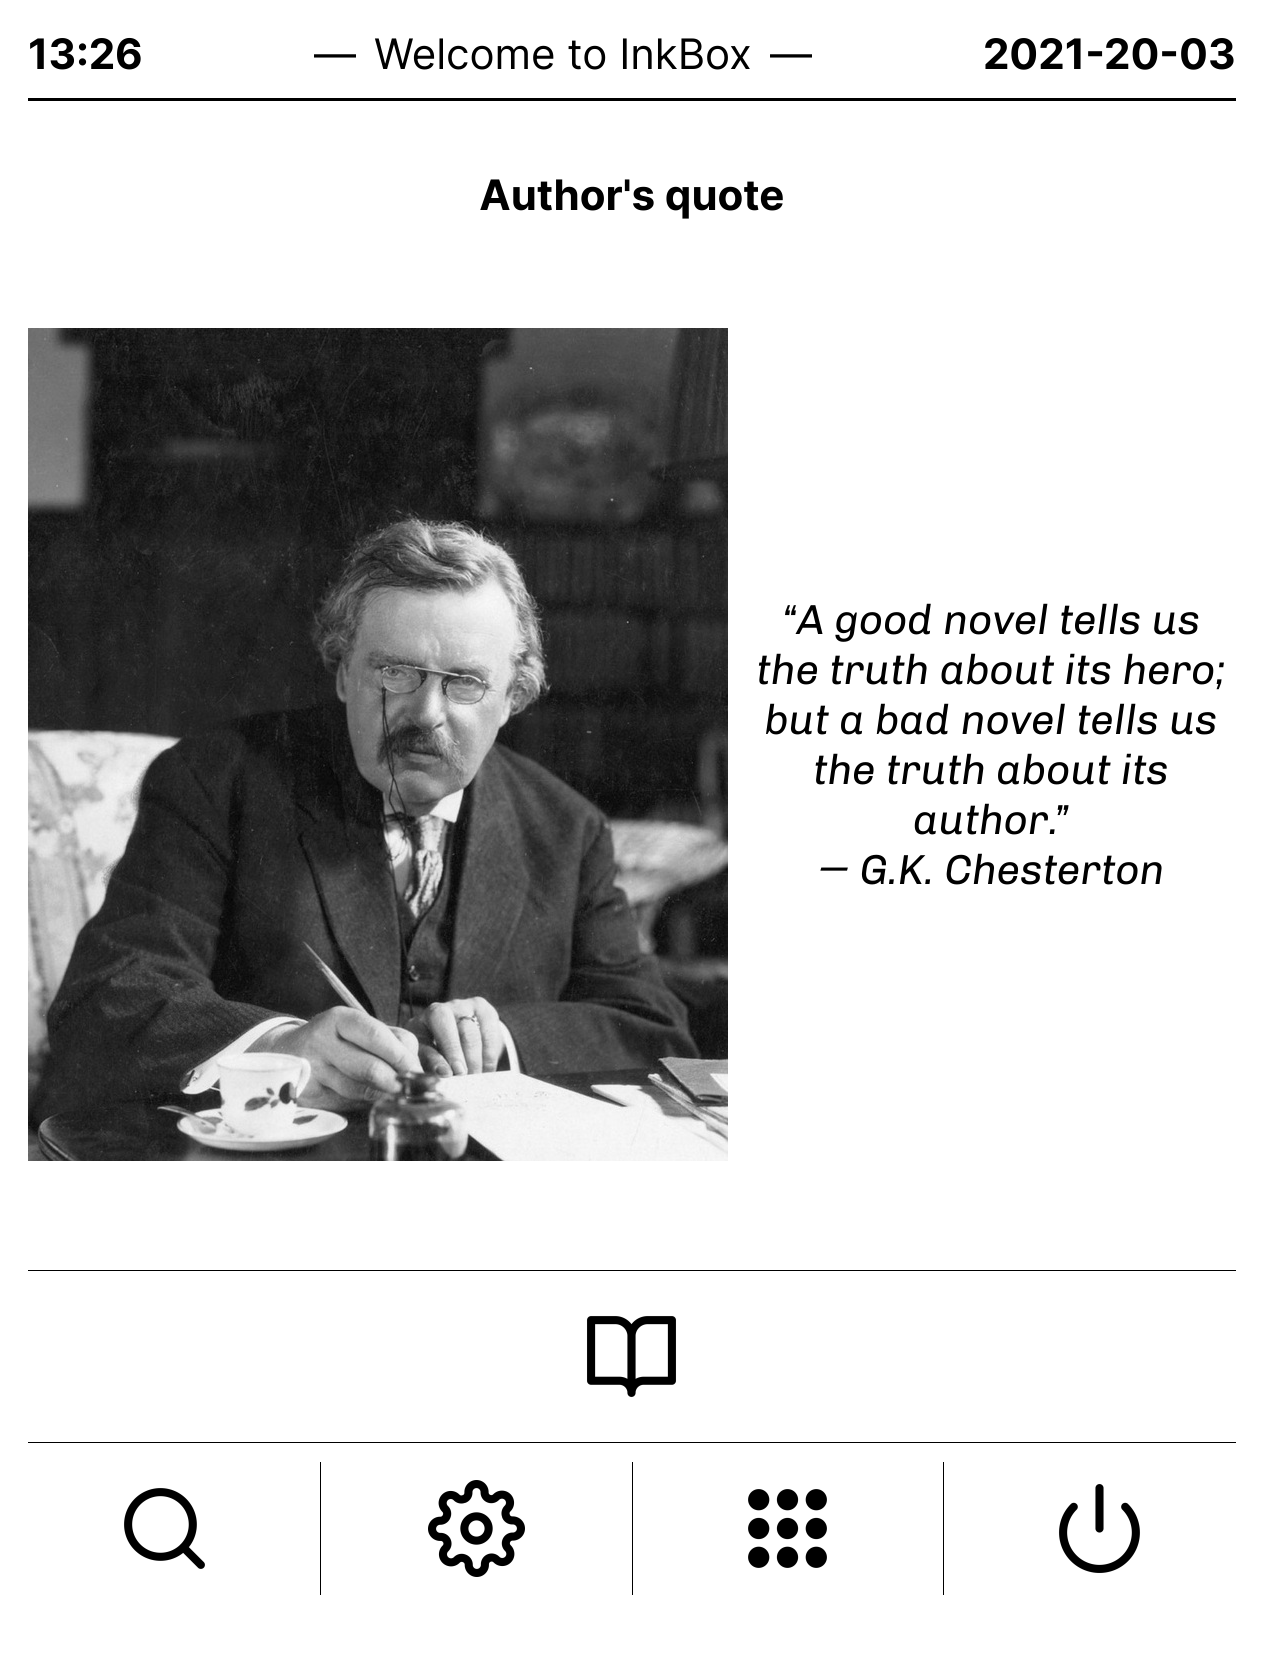 13:26
— Welcome to InkBox —
2021-20-03
Author's quote
“A good novel tells us
the truth about its hero;
but a bad novel tells us
the truth about its
author.”
— G.K. Chesterton